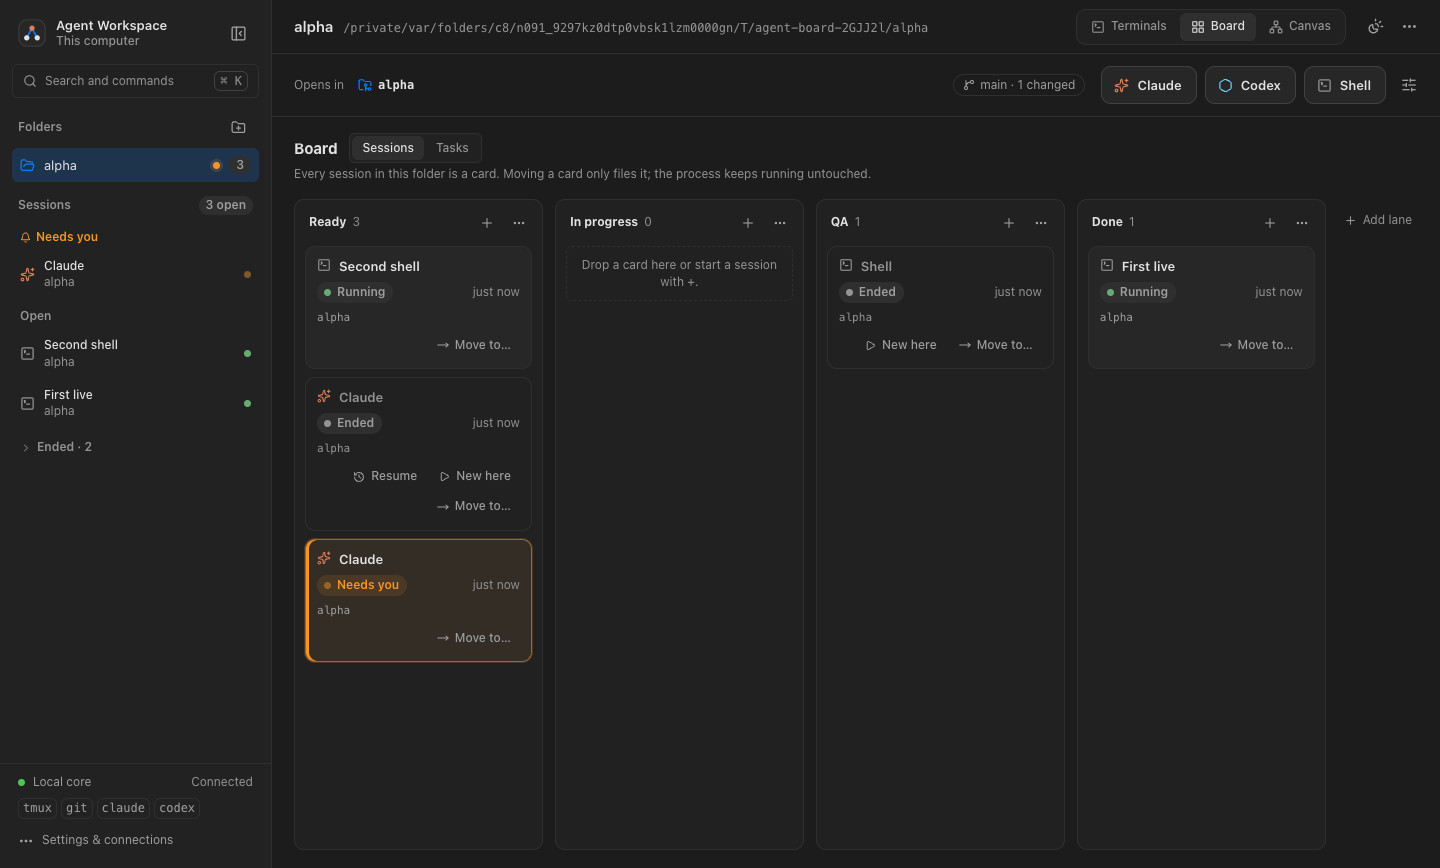 Agent Workspace
This computer
Search and commands ⌘ K
Folders
alpha 3
Sessions 3 open
Needs you
Claude
alpha
Open
Second shell
alpha
First live
alpha
Ended · 2
Local core Connected
tmux git claude codex
Settings & connections
alpha /private/var/folders/c8/n091_9297kz0dtp0vbsk1lzm0000gn/T/agent-board-2GJJ2l/alpha
Terminals Board Canvas
Opens in alpha
main · 1 changed Claude Codex Shell
Board Sessions Tasks
Every session in this folder is a card. Moving a card only files it; the process keeps running untouched.
Ready 3
Second shell
Running just now
alpha
Move to...
Claude
Ended just now
alpha
Resume New here
Move to...
Claude
Needs you just now
alpha
Move to...
In progress 0
Drop a card here or start a session
with +.
QA 1
Shell
Ended just now
alpha
New here Move to...
Done 1
First live
Running just now
alpha
Move to...
Add lane